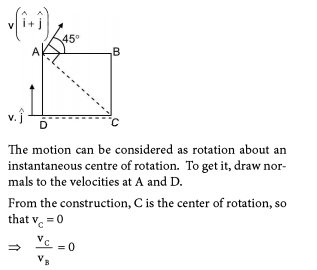 v(î+ĵ)
45°
A
B
v.ĵ
D
C
The motion can be considered as rotation about an
instantaneous centre of rotation. To get it, draw nor-
mals to the velocities at A and D.
From the construction, C is the center of rotation, so
that v_C = 0
⇒ v_C / v_B = 0